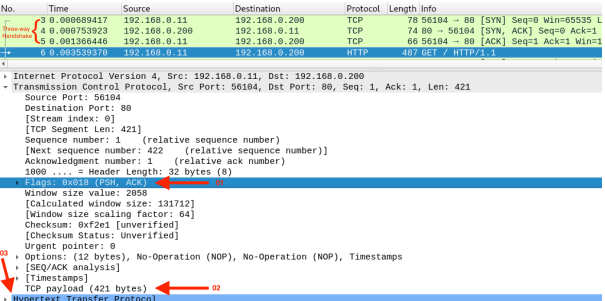 No. Time Source Destination Protocol Length Info
3 0.000689417 192.168.0.11 192.168.0.200 TCP 78 56104 → 80 [SYN] Seq=0 Win=65535 L
Three-way
Handshake
4 0.000753923 192.168.0.200 192.168.0.11 TCP 74 80 → 56104 [SYN, ACK] Seq=0 Ack=1
5 0.001366446 192.168.0.11 192.168.0.200 TCP 66 56104 → 80 [ACK] Seq=1 Ack=1 Win=1
6 0.003539370 192.168.0.11 192.168.0.200 HTTP 487 GET / HTTP/1.1
Internet Protocol Version 4, Src: 192.168.0.11, Dst: 192.168.0.200
Transmission Control Protocol, Src Port: 56104, Dst Port: 80, Seq: 1, Ack: 1, Len: 421
Source Port: 56104
Destination Port: 80
[Stream index: 0]
[TCP Segment Len: 421]
Sequence number: 1 (relative sequence number)
[Next sequence number: 422 (relative sequence number)]
Acknowledgment number: 1 (relative ack number)
1000 .... = Header Length: 32 bytes (8)
Flags: 0x018 (PSH, ACK) 01
Window size value: 2058
[Calculated window size: 131712]
[Window size scaling factor: 64]
Checksum: 0xf2e1 [unverified]
[Checksum Status: Unverified]
Urgent pointer: 0
Options: (12 bytes), No-Operation (NOP), No-Operation (NOP), Timestamps
03
[SEQ/ACK analysis]
[Timestamps]
TCP payload (421 bytes) 02
Hypertext Transfer Protocol